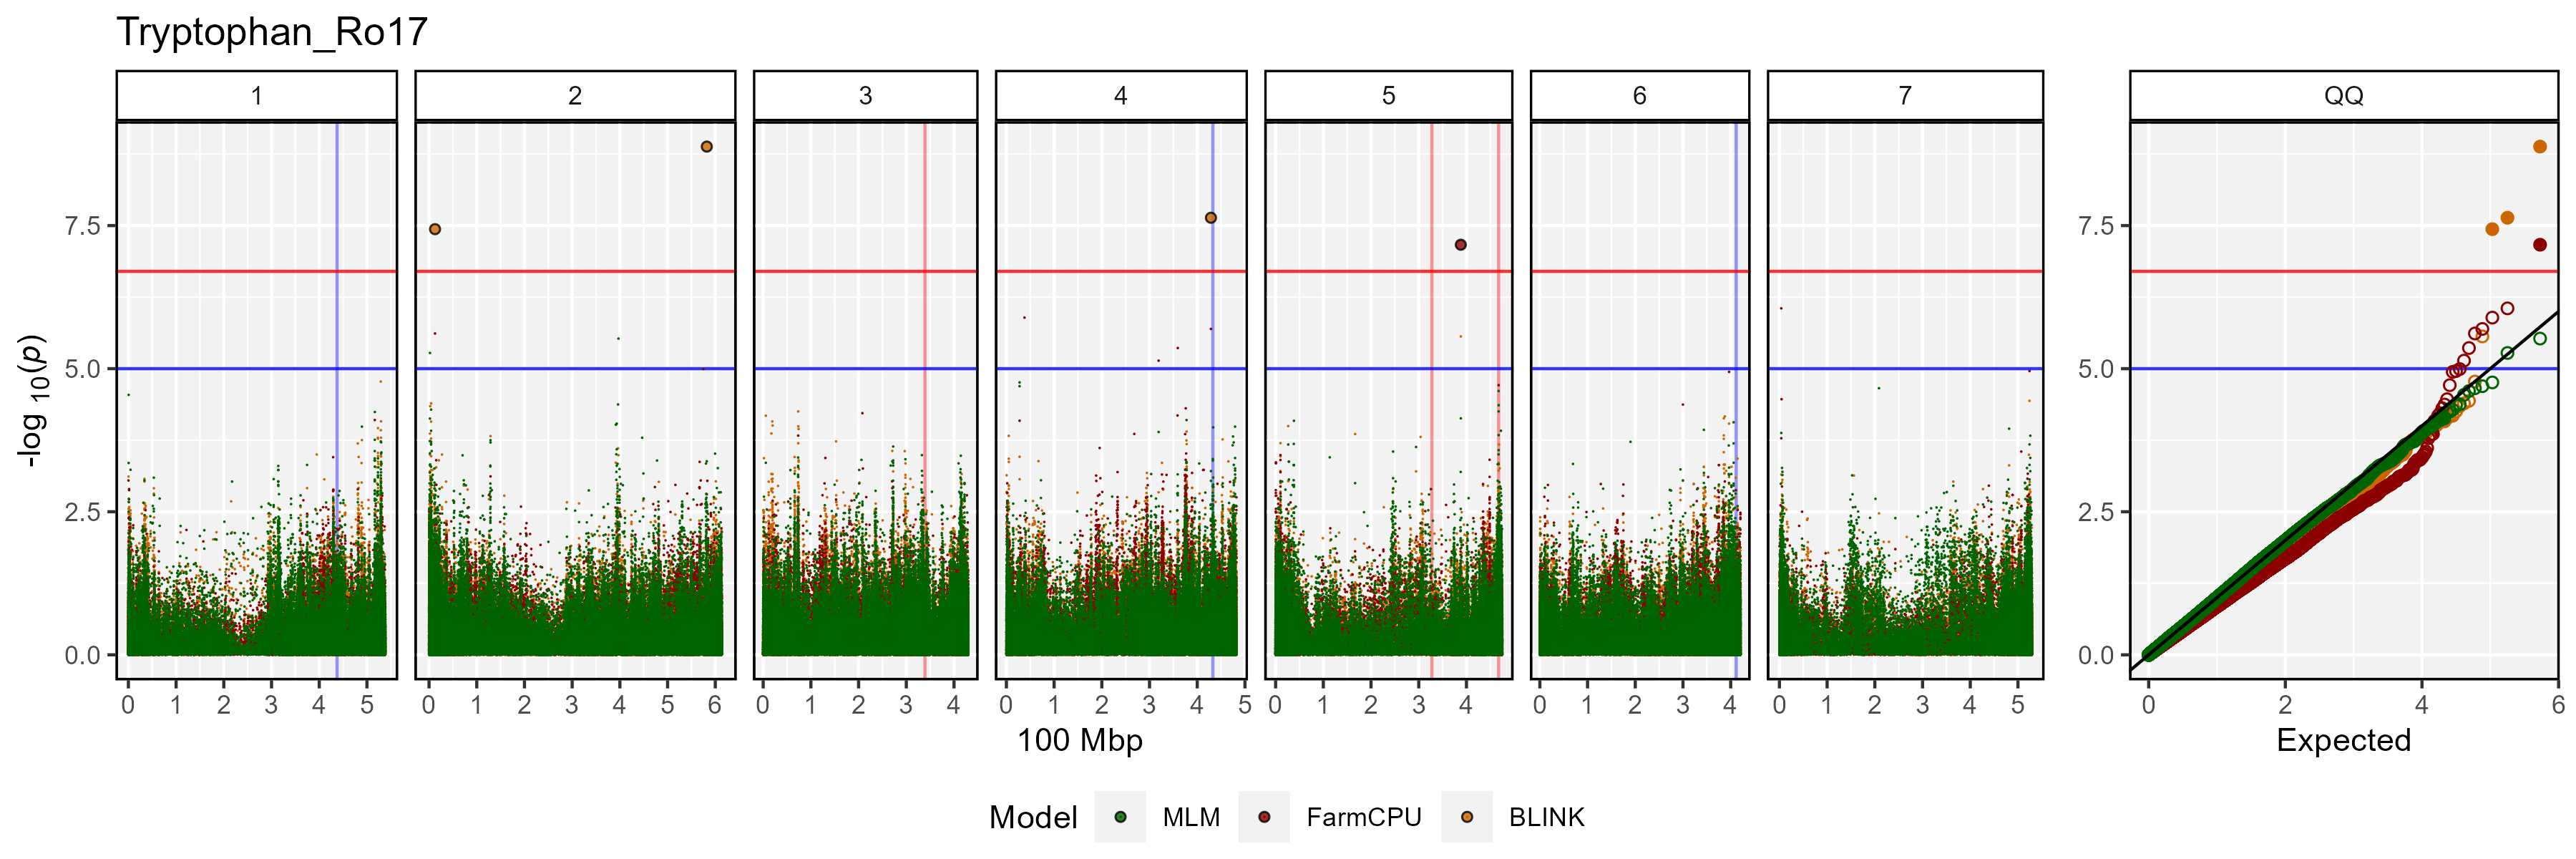 Tryptophan_Ro17
1 2 3 4 5 6 7 QQ
-log 10(p)
7.5 7.5
5.0 5.0
2.5 2.5
0.0 0.0
0 1 2 3 4 5 0 1 2 3 4 5 6 0 1 2 3 4 0 1 2 3 4 5 0 1 2 3 4 0 1 2 3 4 0 1 2 3 4 5 0 2 4 6
100 Mbp Expected
Model MLM FarmCPU BLINK